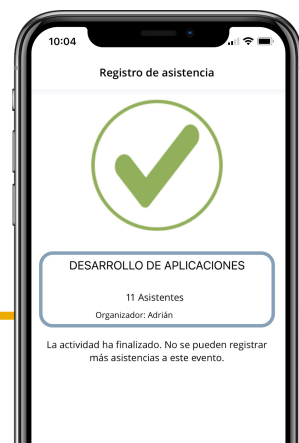 10:04
Registro de asistencia
DESARROLLO DE APLICACIONES
11 Asistentes
Organizador: Adrián
La actividad ha finalizado. No se pueden registrar
más asistencias a este evento.